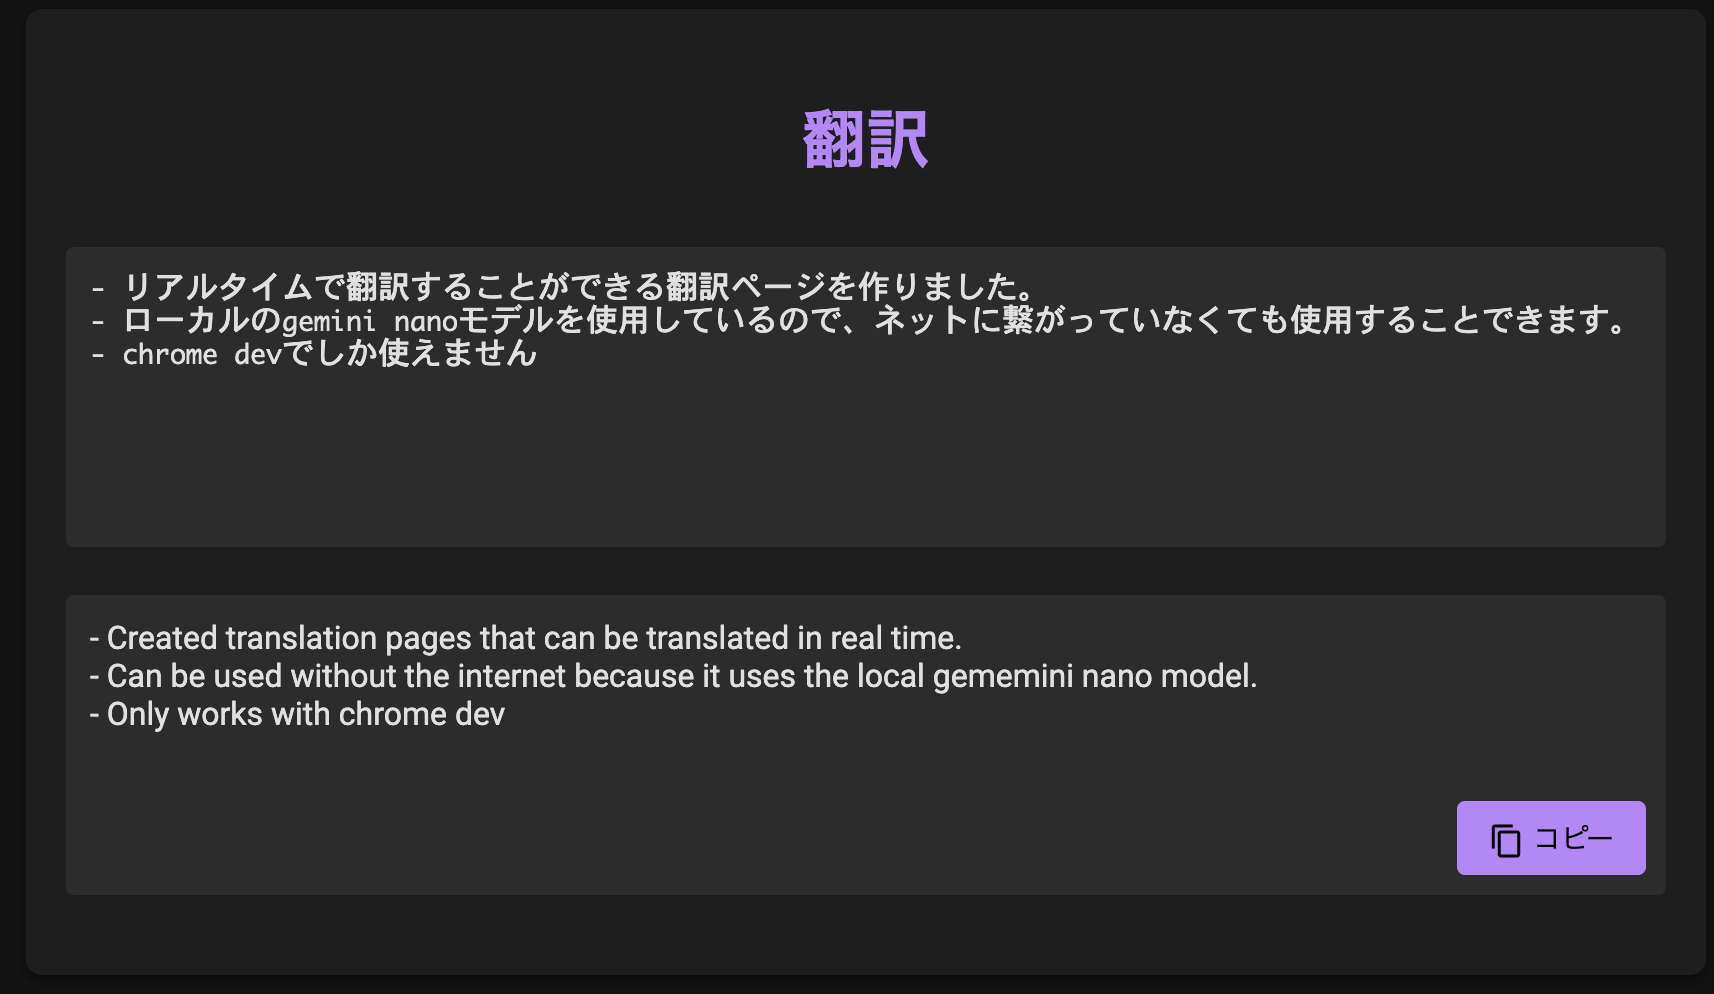 翻訳
- リアルタイムで翻訳することができる翻訳ページを作りました。
- ローカルのgemini nanoモデルを使用しているので、ネットに繋がっていなくても使用することできます。
- chrome devでしか使えません
- Created translation pages that can be translated in real time.
- Can be used without the internet because it uses the local gememini nano model.
- Only works with chrome dev
コピー